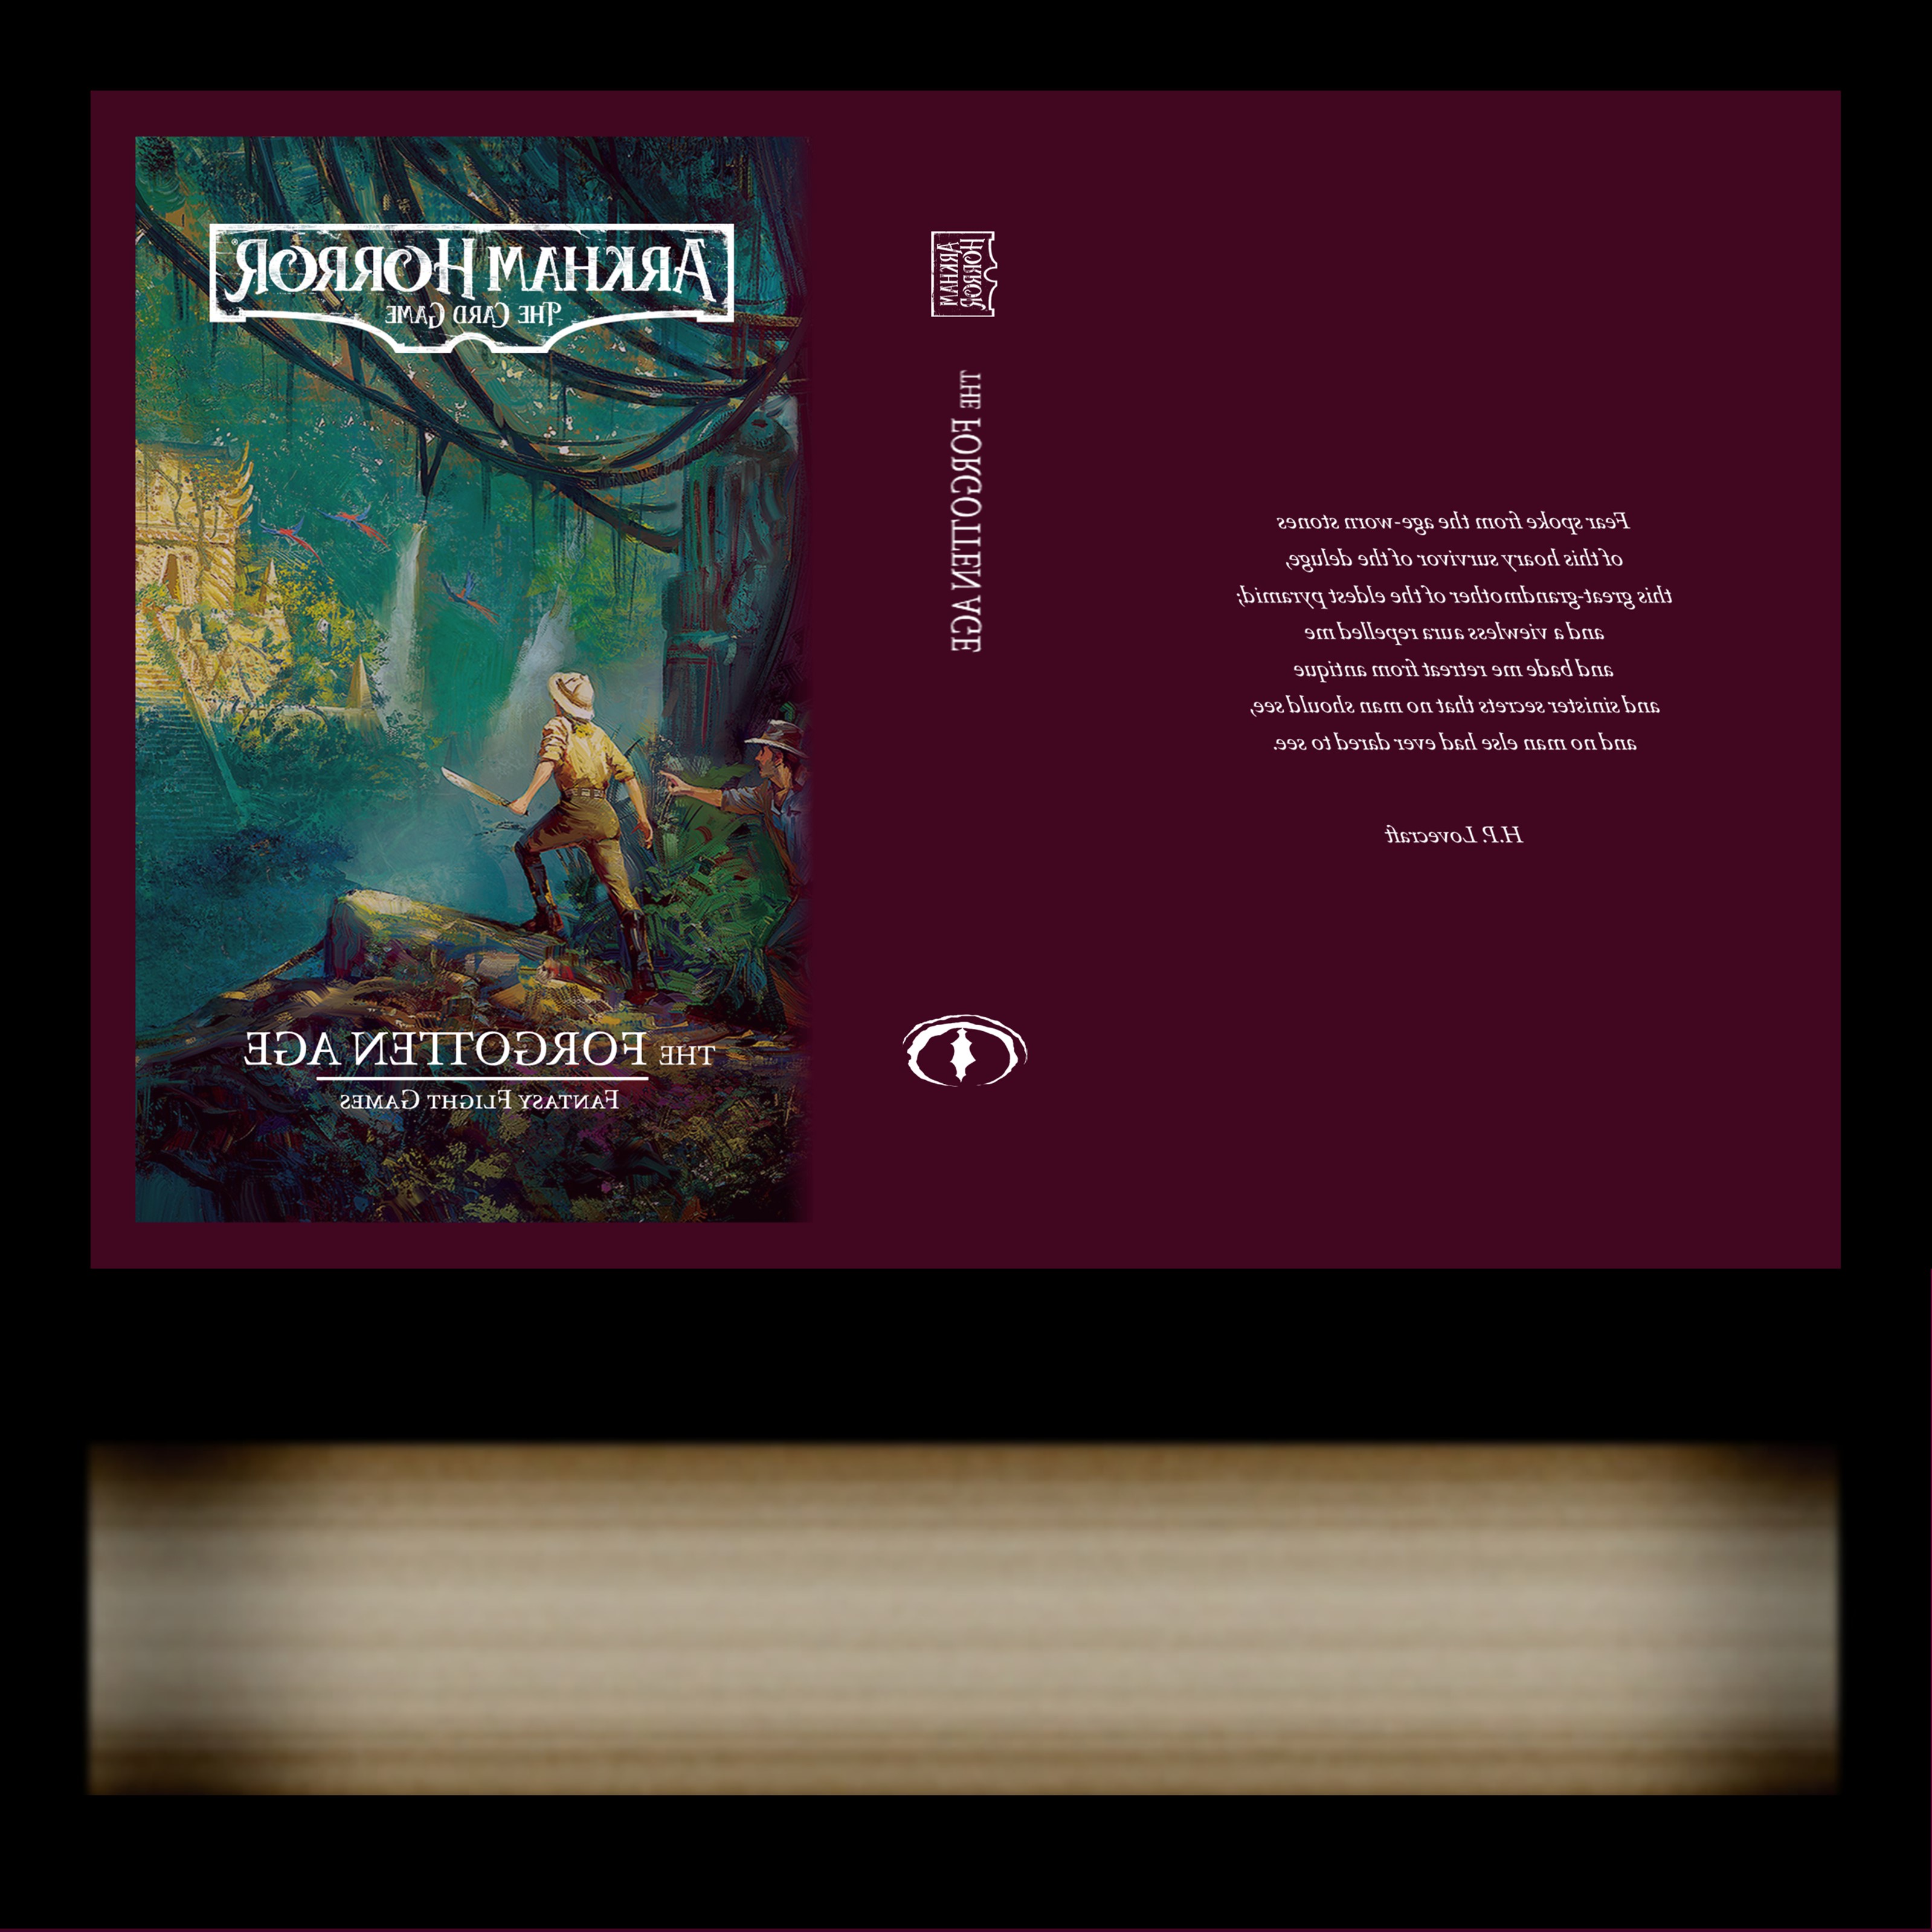 ARKHAM HORROR
THE CARD GAME
THE FORGOTTEN AGE
FANTASY FLIGHT GAMES
ARKHAM
HORROR
THE FORGOTTEN AGE
Fear spoke from the age-worn stones
of this hoary survivor of the deluge,
this great-grandmother of the eldest pyramid;
and a viewless aura repelled me
and bade me retreat from antique
and sinister secrets that no man should see,
and no man else had ever dared to see.
H.P. Lovecraft